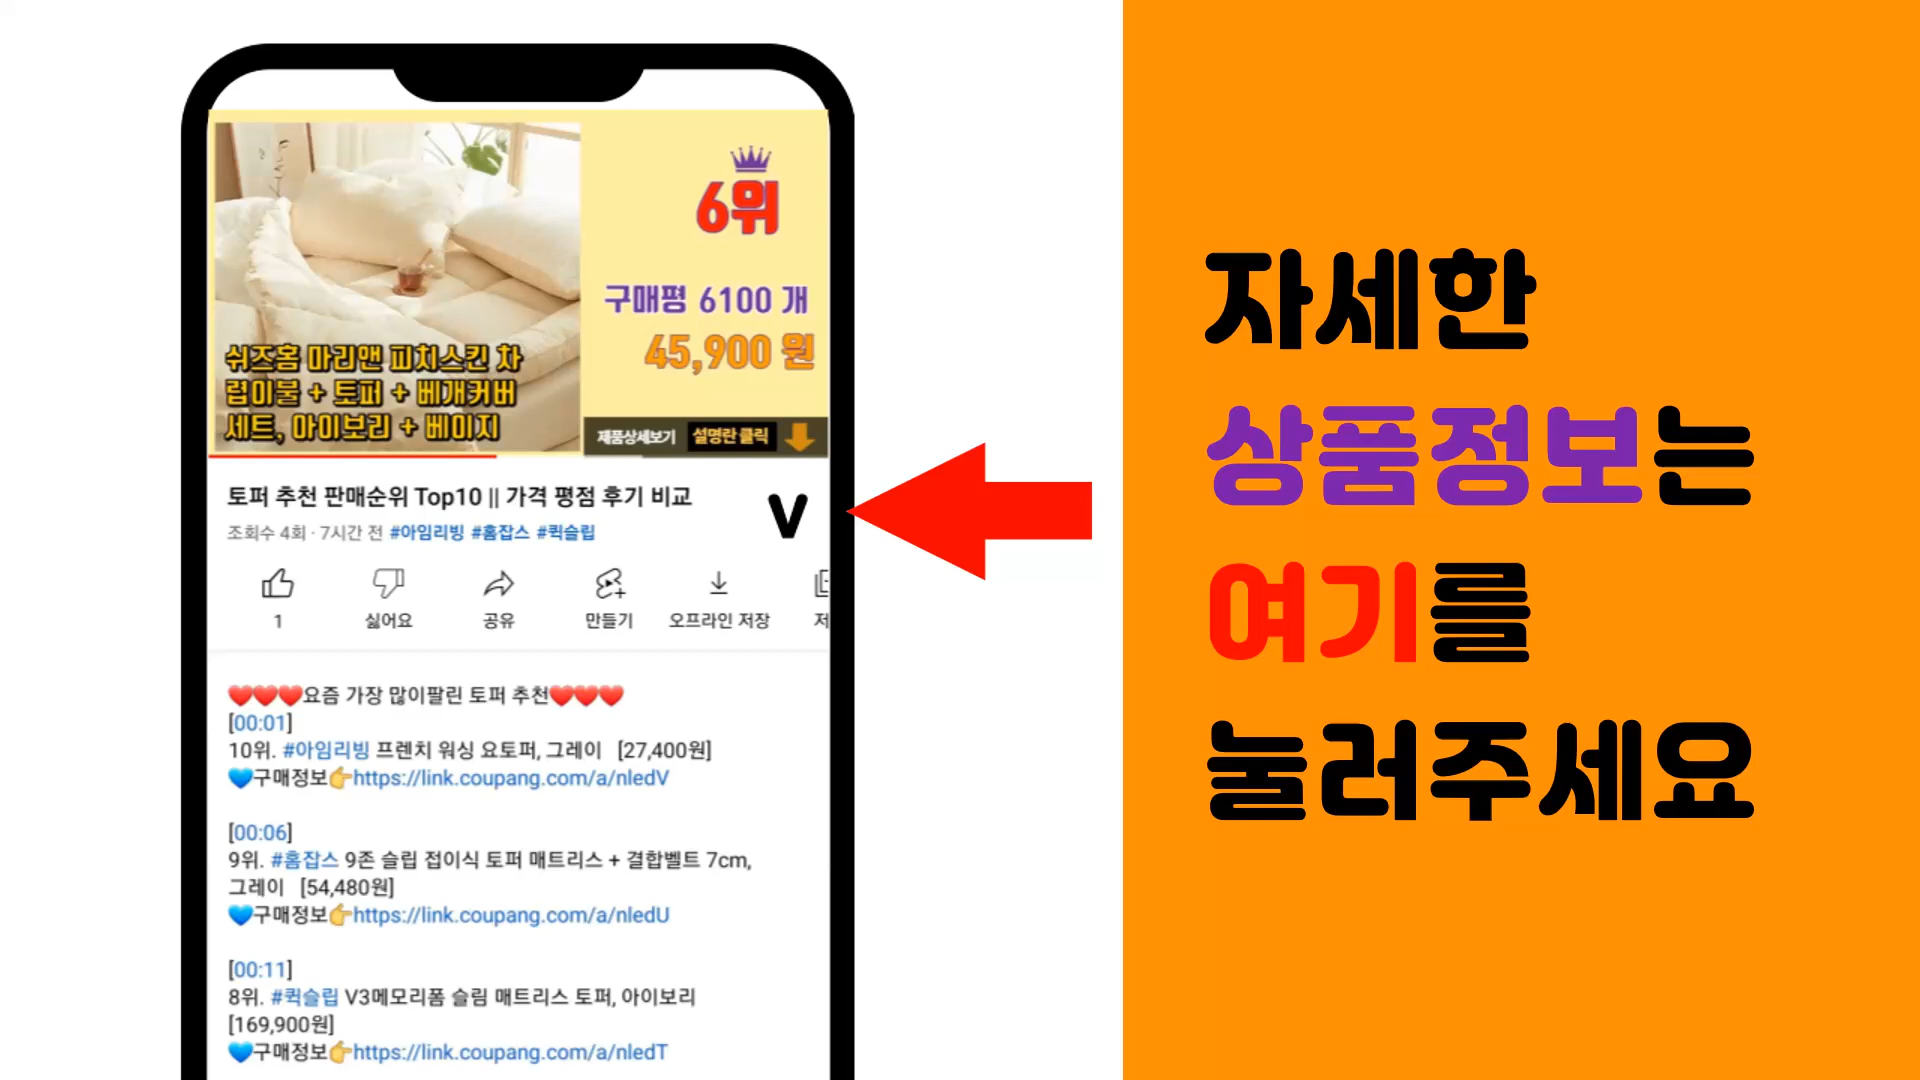 6위
구매평 6100 개
45,900 원
쉬즈홈 마리앤 피치스킨 차
렵이불 + 토퍼 + 베개커버
세트, 아이보리 + 베이지
제품상세보기 설명란 클릭
토퍼 추천 판매순위 Top10 || 가격 평점 후기 비교
V
조회수 4회 · 7시간 전 #아임리빙 #홈잡스 #퀵슬립
1 싫어요 공유 만들기 오프라인 저장 저
❤️❤️❤️요즘 가장 많이팔린 토퍼 추천❤️❤️❤️
[00:01]
10위. #아임리빙 프렌치 워싱 요토퍼, 그레이 [27,400원]
💙구매정보👉https://link.coupang.com/a/nledV
[00:06]
9위. #홈잡스 9존 슬립 접이식 토퍼 매트리스 + 결합벨트 7cm,
그레이 [54,480원]
💙구매정보👉https://link.coupang.com/a/nledU
[00:11]
8위. #퀵슬립 V3메모리폼 슬림 매트리스 토퍼, 아이보리
[169,900원]
💙구매정보👉https://link.coupang.com/a/nledT
자세한
상품정보는
여기를
눌러주세요